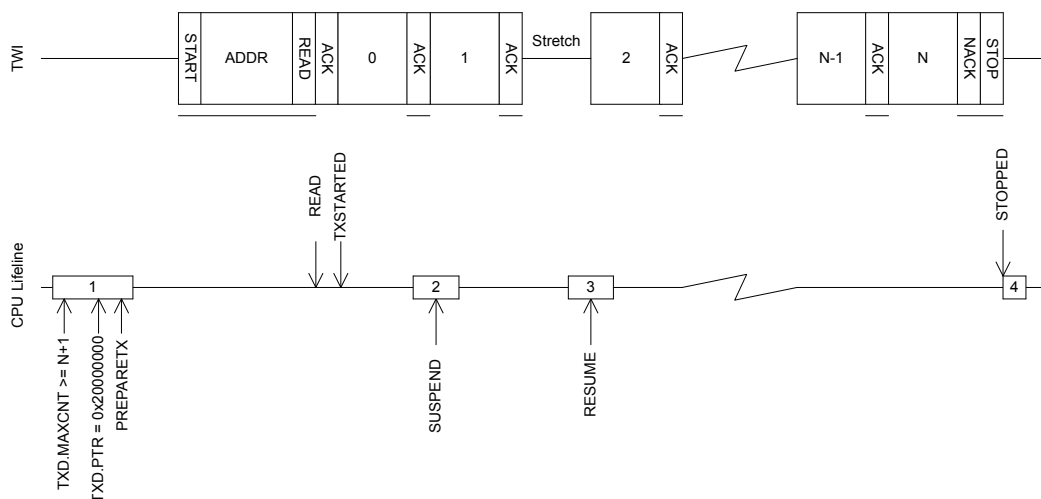 TWI
START
ADDR
READ
ACK
0
ACK
1
ACK
Stretch
2
ACK
N-1
ACK
N
NACK
STOP
READ
TXSTARTED
STOPPED
CPU Lifeline
1
2
3
4
TXD.MAXCNT >= N+1
TXD.PTR = 0x20000000
PREPARETX
SUSPEND
RESUME